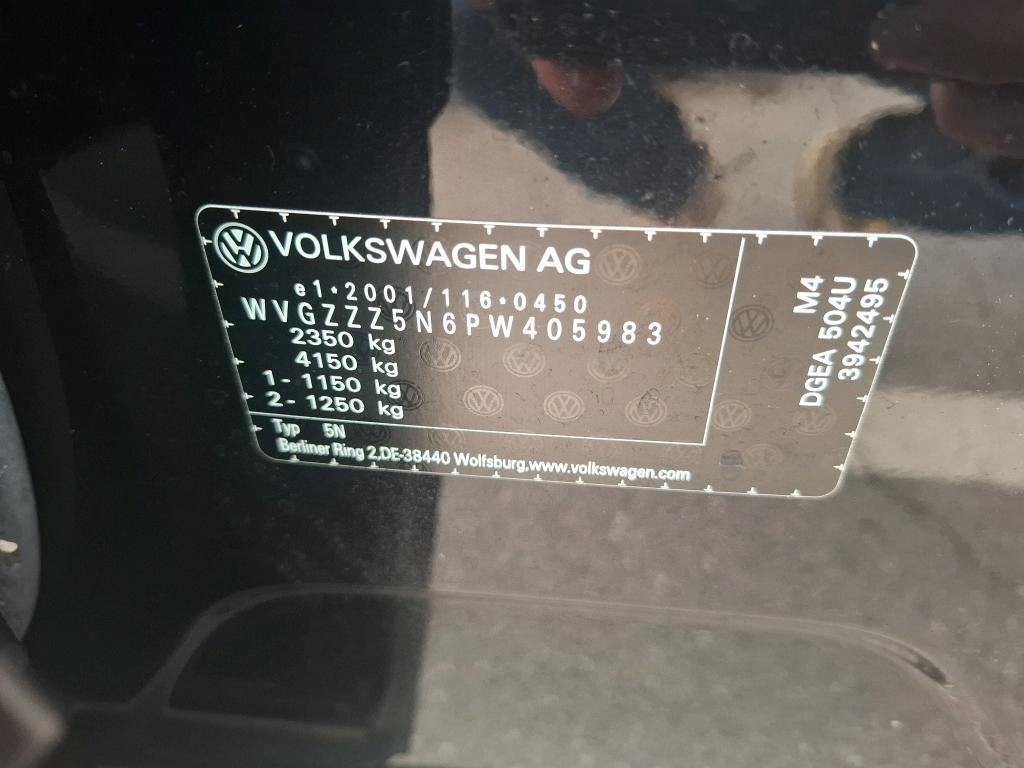 VOLKSWAGEN AG
e1*2001/116*0450
WVGZZZ5N6PW405983
2350 kg
4150 kg
1- 1150 kg
2- 1250 kg
Typ 5N
Berliner Ring 2,DE-38440 Wolfsburg,www.volkswagen.com
M4
DGEA 504U
3942495